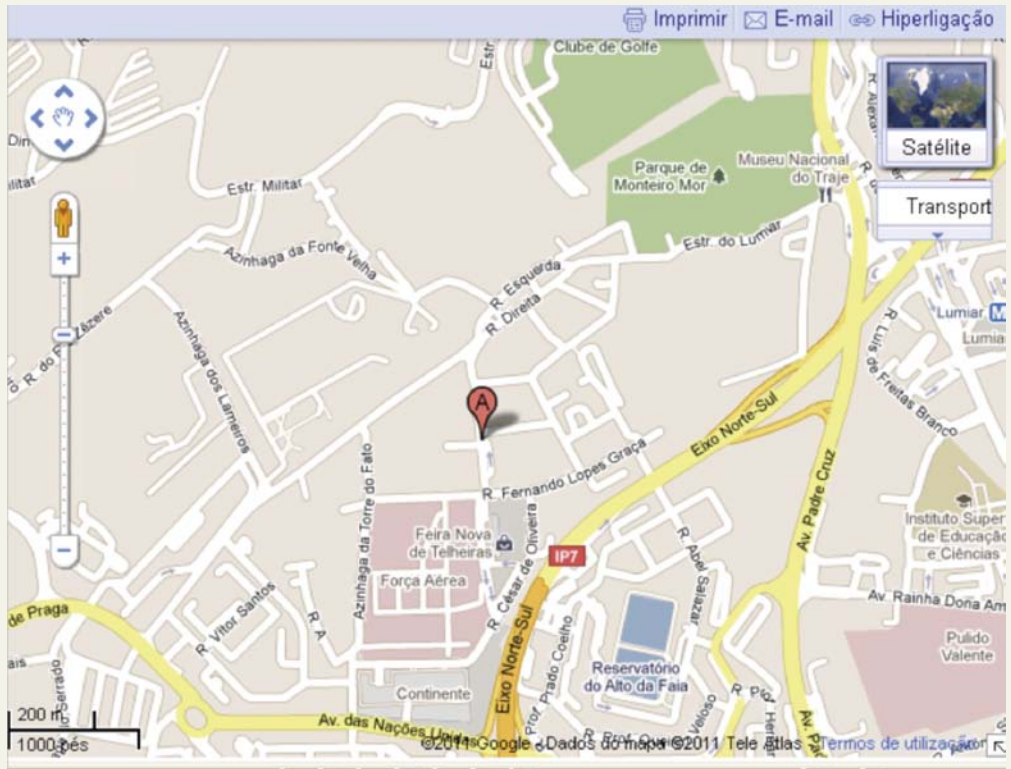 Imprimir E-mail Hiperligação
Clube de Golfe
Estr.
Satélite
Transport
Parque de
Monteiro Mor
Museu Nacional
do Traje
Estr. Militar
Azinhaga da Fonte Velha
Estr. do Lumiar
R. Esquerda
R. Direita
Azinhaga dos Lameiros
Lumiar M
R. Luís de Freitas Branco
A
Eixo Norte-Sul
R. Fernando Lopes Graça
Azinhaga da Torre do Fato
Av. Padre Cruz
Feira Nova
de Telheiras
Força Aérea
R. César de Oliveira
IP7
R. Abel Salazar
Instituto Super
de Educação
e Ciências
Av. Rainha Dona Am
de Praga
R. Vitor Santos
R. A
Eixo Norte-Sul
Prof. Prado Coelho
Reservatório
do Alto da Faia
Pulido
Valente
Continente
Av. das Nações Unidas
200 m
1000 pés
©2011 Google - Dados do mapa ©2011 Tele Atlas - Termos de utilização